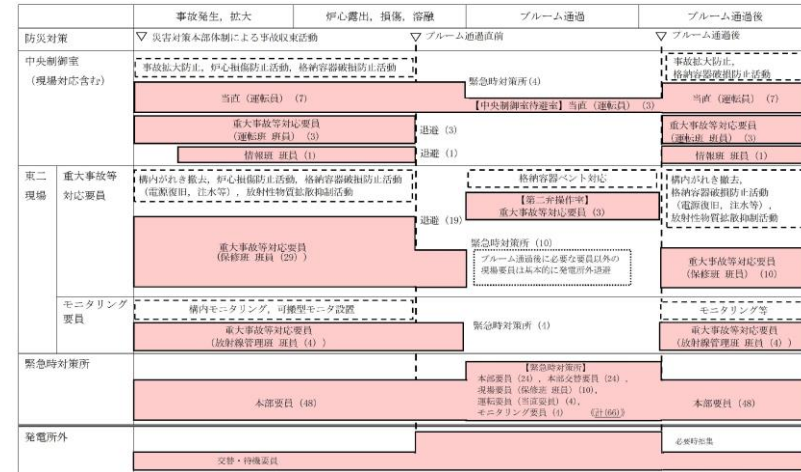 事故発生，拡大
炉心露出，損傷，溶融
プルーム通過
プルーム通過後
防災対策
▽ 災害対策本部体制による事故収束活動
▽ プルーム通過直前
▽ プルーム通過後
中央制御室
（現場対応含む）
事故拡大防止，炉心損傷防止活動，格納容器破損防止活動
緊急時対策所(4)
事故拡大防止，
格納容器破損防止活動
当直（運転員）(7)
【中央制御室待避室】当直（運転員）(3)
当直（運転員）(7)
重大事故等対応要員
（運転班 班員）(3)
退避 (3)
重大事故等対応要員
（運転班 班員）(3)
情報班 班員 (1)
退避 (1)
情報班 班員 (1)
東二
現場
重大事故等
対応要員
構内がれき撤去，炉心損傷防止活動，格納容器破損防止活動
（電源復旧，注水等），放射性物質拡散抑制活動
格納容器ベント対応
構内がれき撤去，
格納容器破損防止活動
（電源復旧，注水等），
放射性物質拡散抑制活動
【第二弁操作室】
重大事故等対応要員 (3)
退避 (19)
重大事故等対応要員
(保修班 班員 (29) )
緊急時対策所 (10)
プルーム通過後に必要な要員以外の
現場要員は基本的に発電所外退避
重大事故等対応要員
(保修班 班員) (10)
モニタリング
要員
構内モニタリング，可搬型モニタ設置
モニタリング等
重大事故等対応要員
(放射線管理班 班員 (4) )
緊急時対策所 (4)
重大事故等対応要員
(放射線管理班 班員 (4) )
緊急時対策所
本部要員 (48)
【緊急時対策所】
本部要員 (24) ，本部交替要員 (24) ，
現場要員 (保修班 班員) (10)，
運転要員 (当直要員) (4)，
モニタリング要員 (4) 《計(66)》
本部要員 (48)
発電所外
必要時招集
交替・待機要員